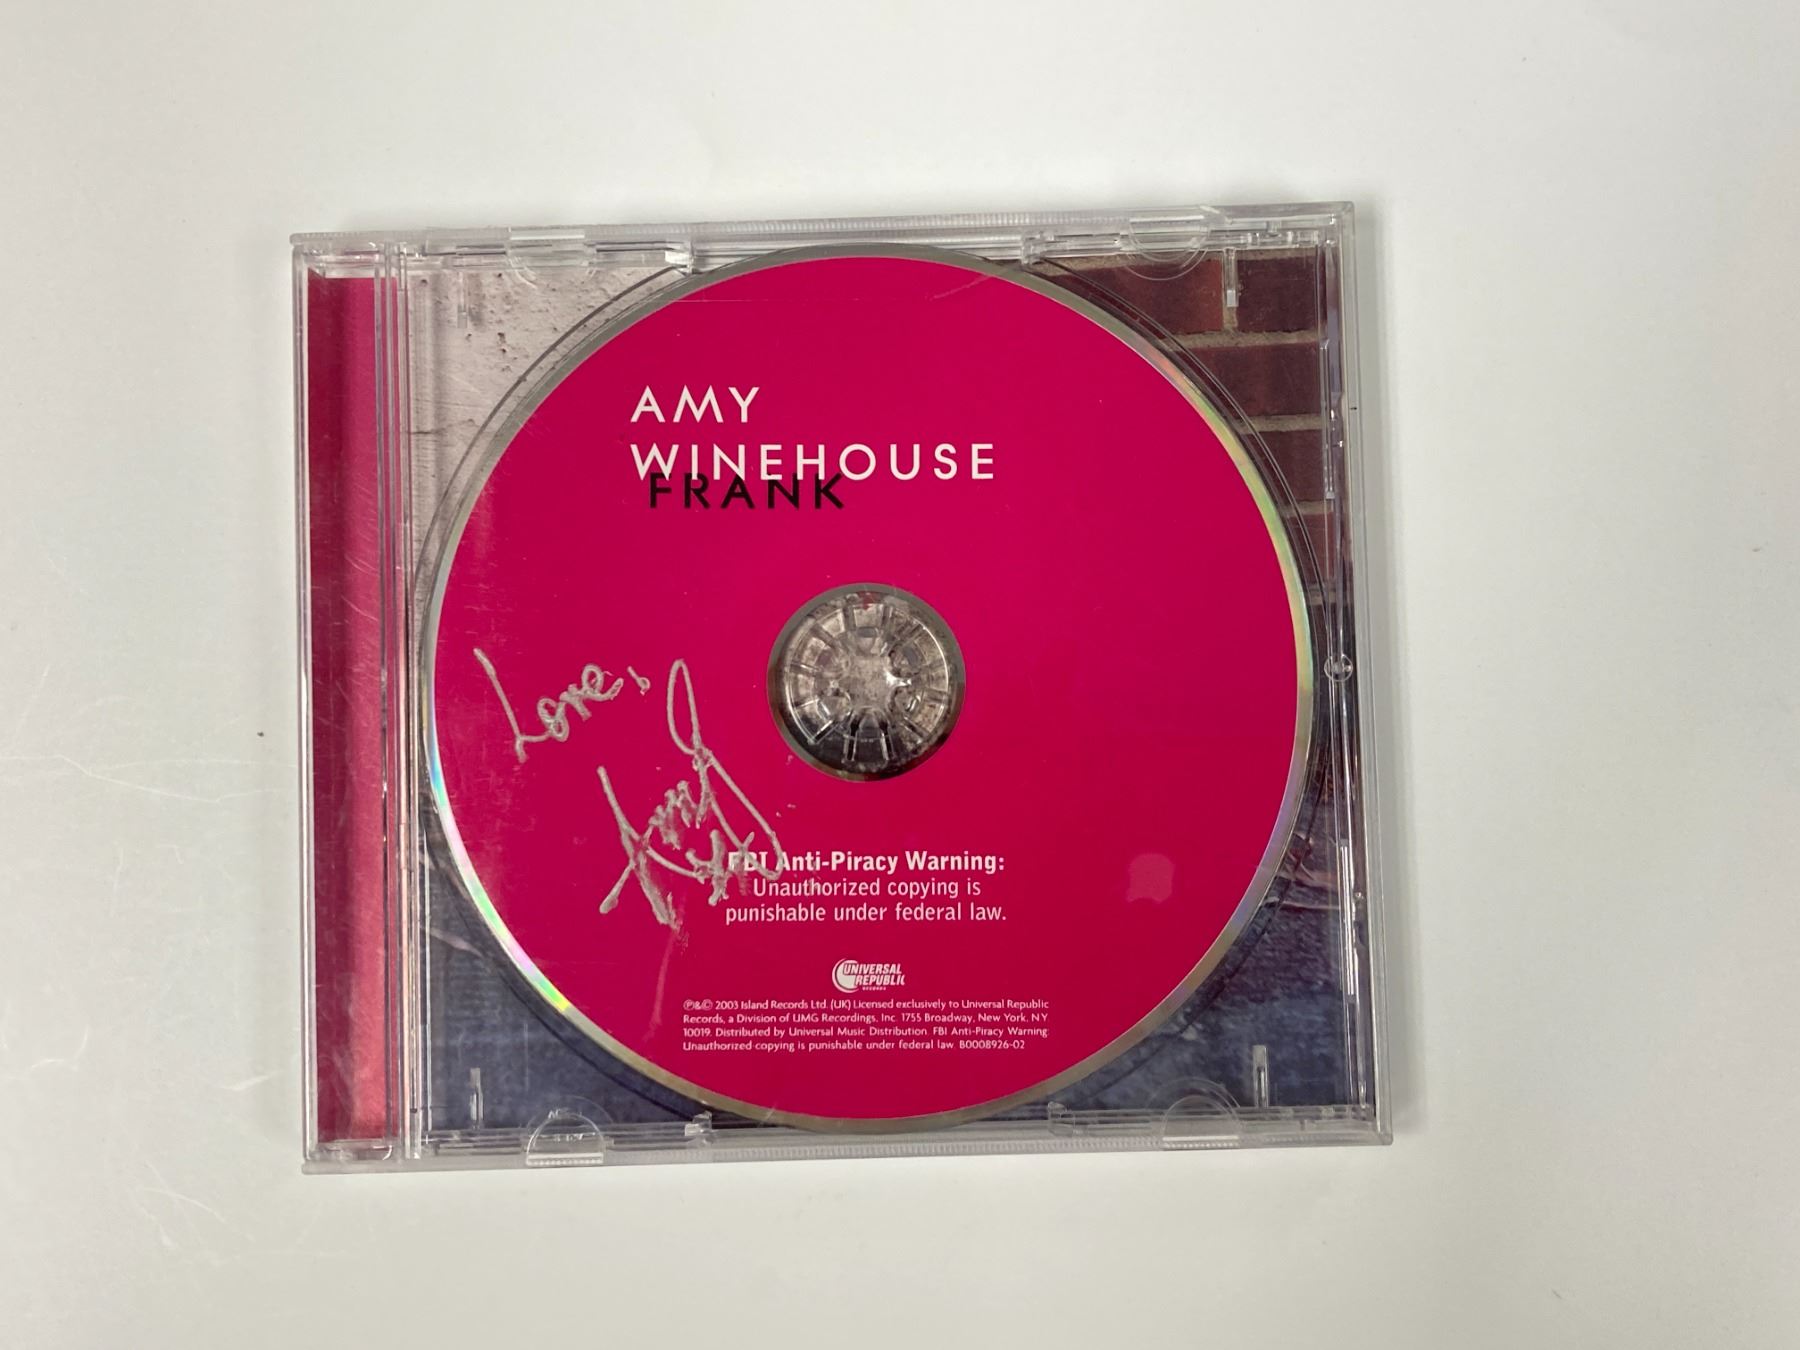 AMY
WINEHOUSE
FRANK
Love,
Amy
FBI Anti-Piracy Warning:
Unauthorized copying is
punishable under federal law.
UNIVERSAL
REPUBLIC
RECORDS
℗&© 2003 Island Records Ltd. (UK) Licensed exclusively to Universal Republic
Records, a Division of UMG Recordings, Inc. 1755 Broadway, New York, NY
10019. Distributed by Universal Music Distribution. FBI Anti-Piracy Warning:
Unauthorized copying is punishable under federal law. B0008926-02